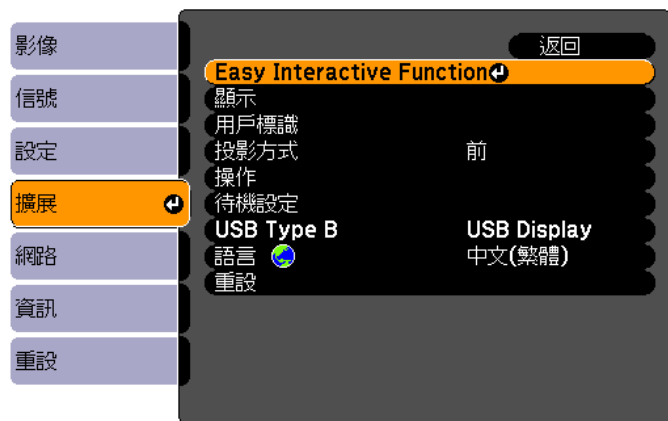 影像
信號
設定
擴展
網路
資訊
重設
返回
Easy Interactive Function
顯示
用戶標識
投影方式 前
操作
待機設定
USB Type B USB Display
語言 中文(繁體)
重設